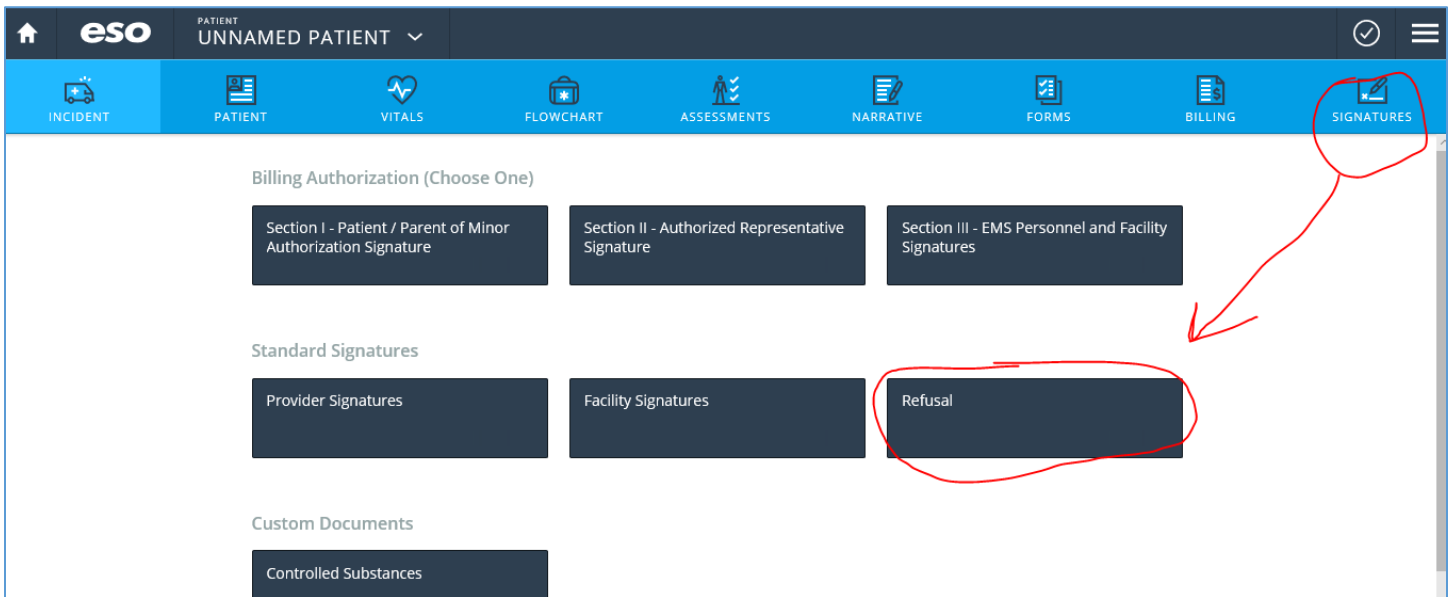 eso
PATIENT
UNNAMED PATIENT
INCIDENT
PATIENT
VITALS
FLOWCHART
ASSESSMENTS
NARRATIVE
FORMS
BILLING
SIGNATURES
Billing Authorization (Choose One)
Section I - Patient / Parent of Minor
Authorization Signature
Section II - Authorized Representative
Signature
Section III - EMS Personnel and Facility
Signatures
Standard Signatures
Provider Signatures
Facility Signatures
Refusal
Custom Documents
Controlled Substances